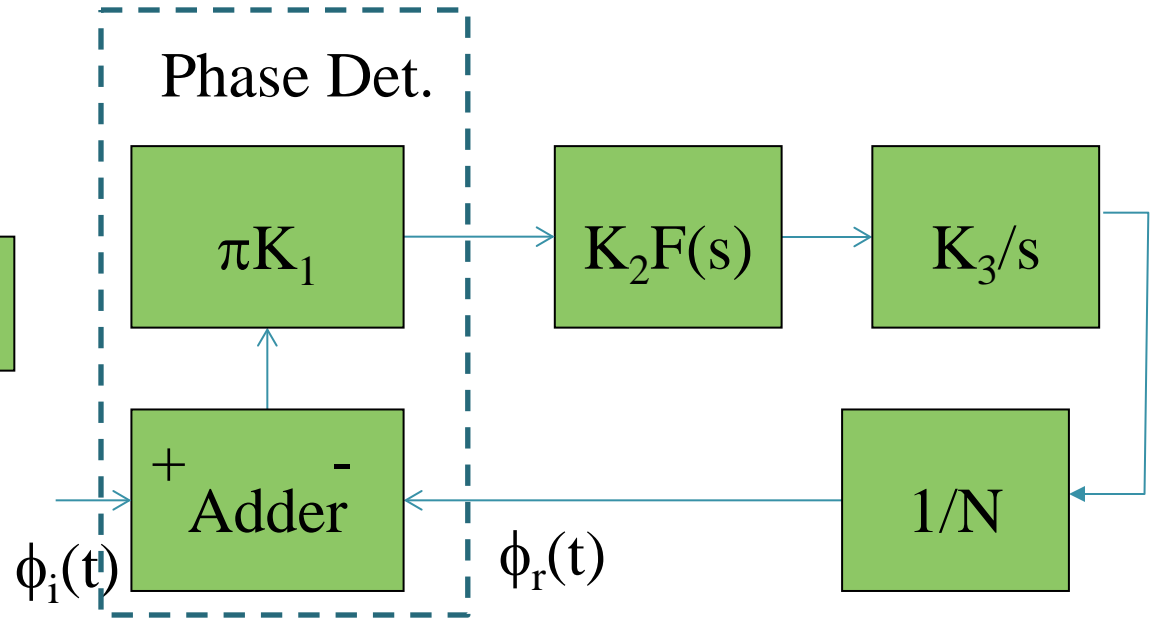 Phase Det.
πK₁
K₂F(s)
K₃/s
+ -
Adder
1/N
ϕᵢ(t)
ϕᵣ(t)